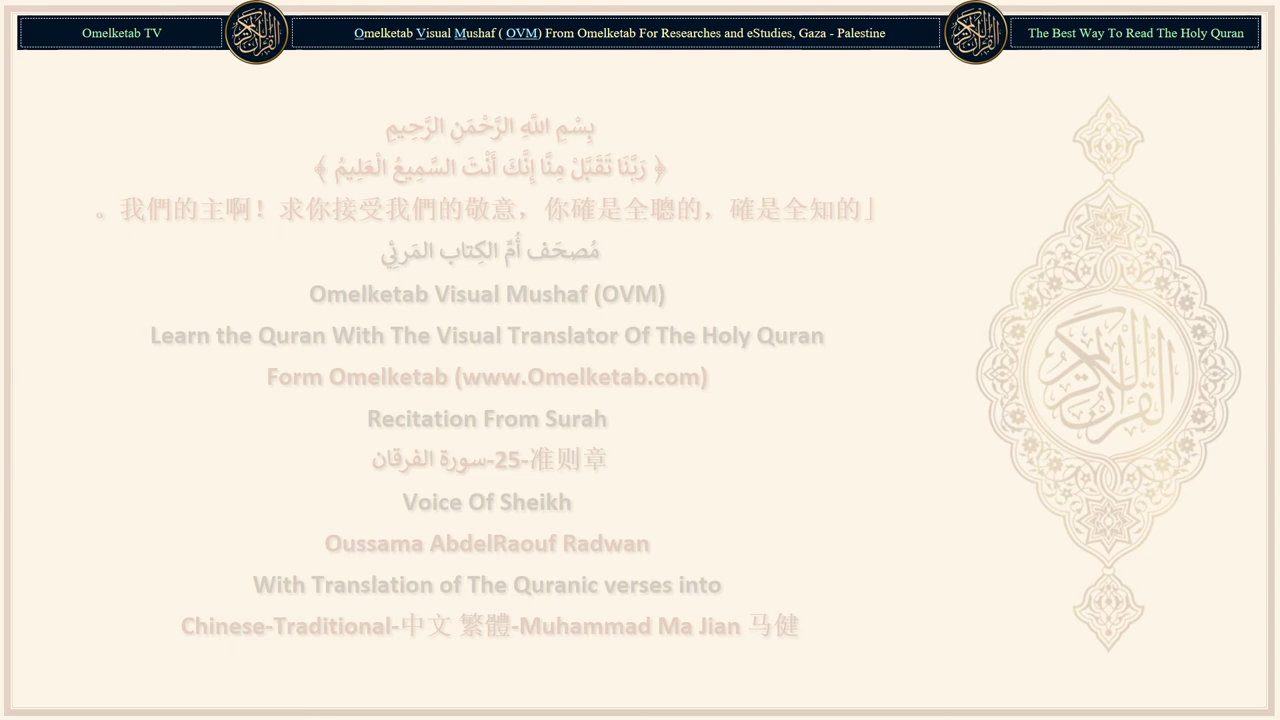 Omelketab TV
Omelketab Visual Mushaf ( OVM) From Omelketab For Researches and eStudies, Gaza - Palestine
The Best Way To Read The Holy Quran
بِسْمِ اللَّهِ الرَّحْمَنِ الرَّحِيمِ
﴿ رَبَّنَا تَقَبَّلْ مِنَّا إِنَّكَ أَنْتَ السَّمِيعُ الْعَلِيمُ ﴾
。我們的主啊！求你接受我們的敬意，你確是全聰的，確是全知的」
مُصحَف أُمِّ الكِتاب المَرئِي
Omelketab Visual Mushaf (OVM)
Learn the Quran With The Visual Translator Of The Holy Quran
Form Omelketab (www.Omelketab.com)
Recitation From Surah
سورة الفرقان-25-准则章
Voice Of Sheikh
Oussama AbdelRaouf Radwan
With Translation of The Quranic verses into
Chinese-Traditional-中文 繁體-Muhammad Ma Jian 马健